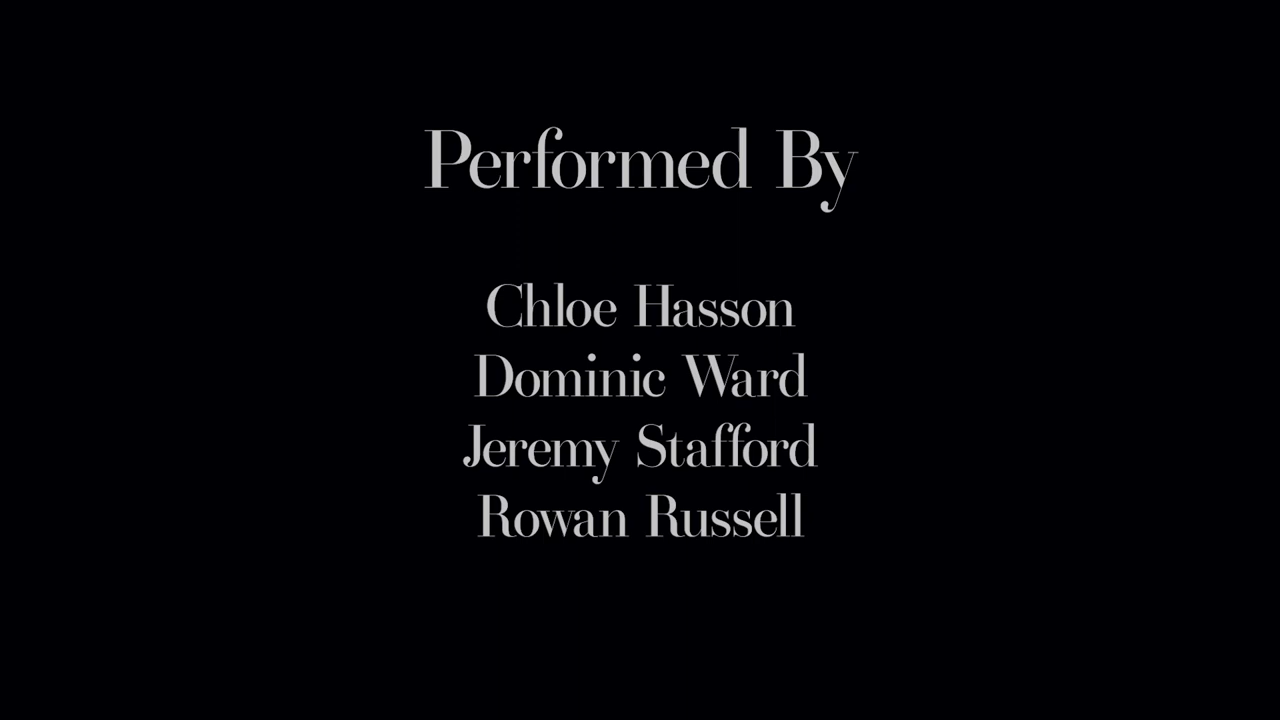 Performed By
Chloe Hasson
Dominic Ward
Jeremy Stafford
Rowan Russell